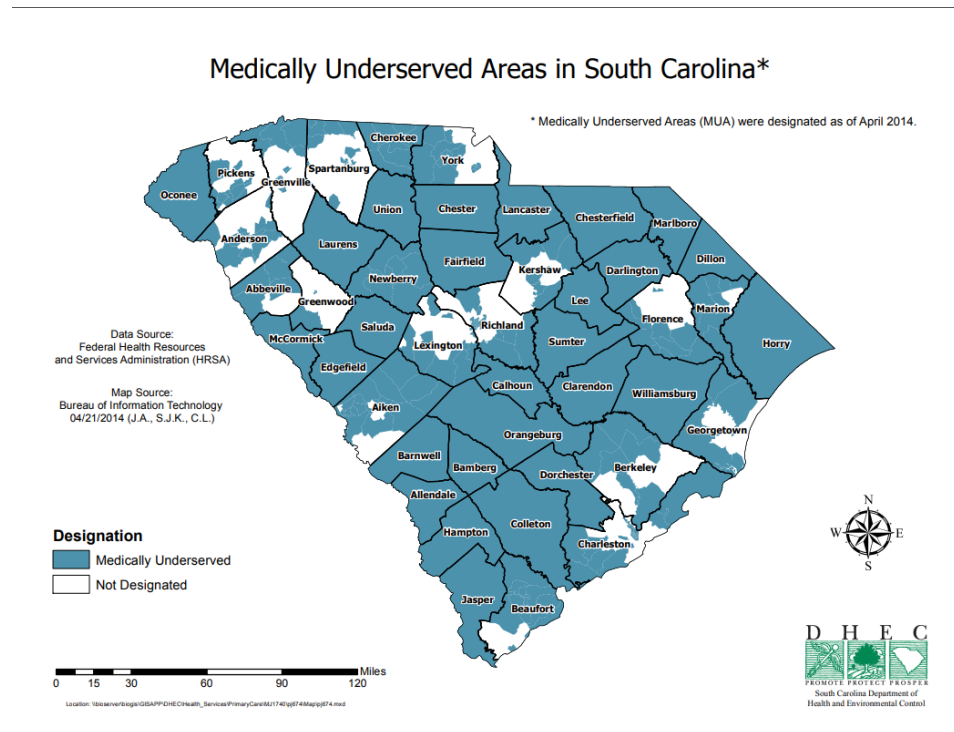 Medically Underserved Areas in South Carolina*
* Medically Underserved Areas (MUA) were designated as of April 2014.
Cherokee
York
Spartanburg
Pickens
Greenville
Oconee
Union
Chester
Lancaster
Chesterfield
Marlboro
Anderson
Laurens
Dillon
Fairfield
Kershaw
Darlington
Newberry
Abbeville
Greenwood
Lee
Marion
Florence
Richland
Saluda
McCormick
Lexington
Sumter
Horry
Edgefield
Calhoun
Clarendon
Williamsburg
Aiken
Georgetown
Orangeburg
Barnwell
Bamberg
Dorchester
Berkeley
Allendale
Colleton
Hampton
Charleston
Jasper
Beaufort
Data Source:
Federal Health Resources
and Services Administration (HRSA)
Map Source:
Bureau of Information Technology
04/21/2014 (J.A., S.J.K., C.L.)
Designation
Medically Underserved
Not Designated
N
W
E
S
Miles
0 15 30 60 90 120
D H E C
PROMOTE PROTECT PROSPER
South Carolina Department of
Health and Environmental Control